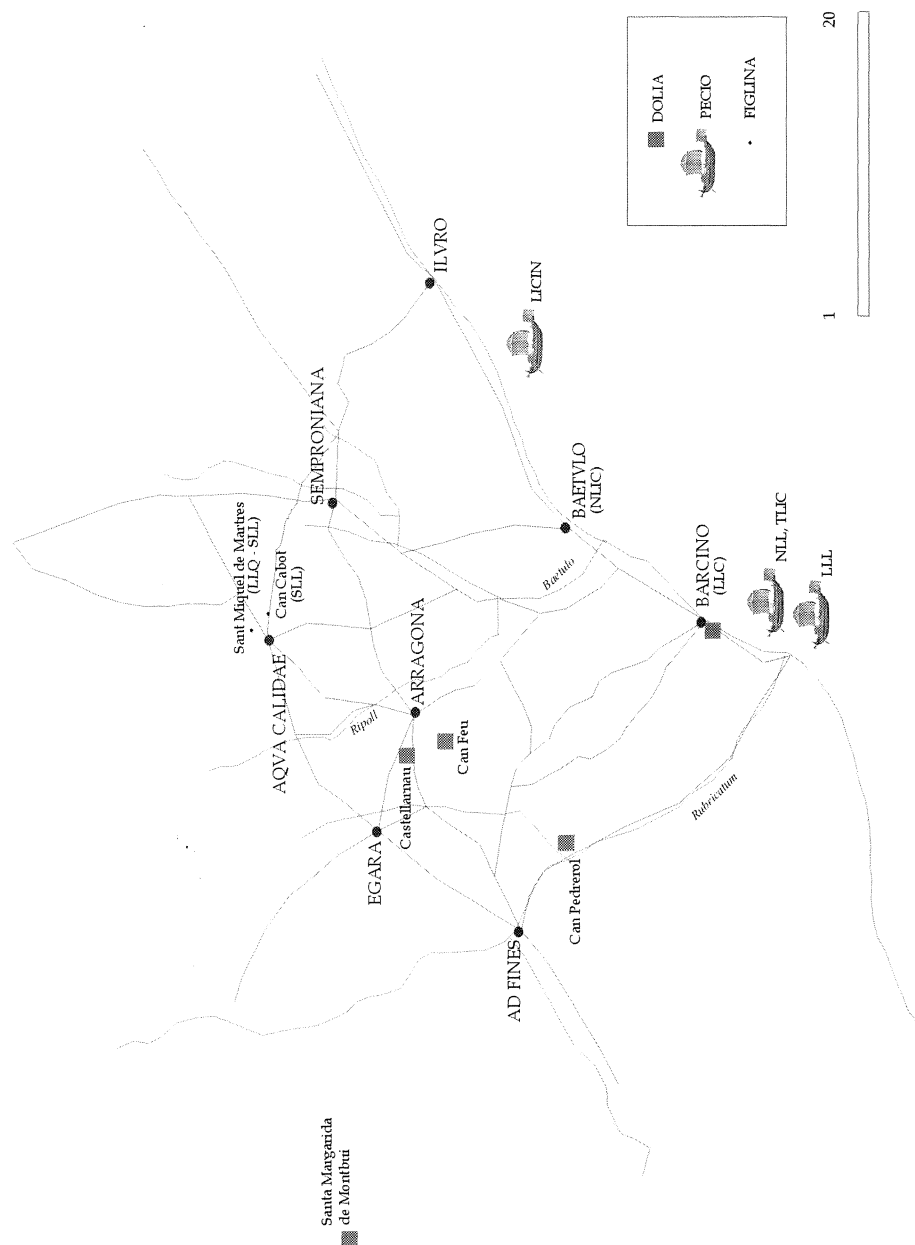 Santa Margarida
de Montbui
AD FINES
EGARA
Castellarnau
Can Feu
Can Pedrerol
ARRAGONA
Ripoll
AQVA CALIDAE
Sant Miquel de Martres
(LLQ - SLL)
Can Cabot
(SLL)
SEMPRONIANA
ILVRO
LICIN
BAETVLO
(NLIC)
Baetulo
BARCINO
(LLC)
NLL, TLIC
LLL
Rubricatum
DOLIA
PECIO
FIGLINA
1
20